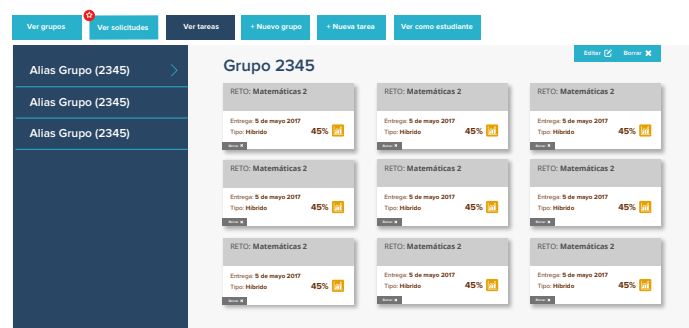 Ver grupos
Ver solicitudes
Ver tareas
+ Nuevo grupo
+ Nueva tarea
Ver como estudiante
Alias Grupo (2345)
Alias Grupo (2345)
Alias Grupo (2345)
Editar
Borrar
Grupo 2345
RETO: Matemáticas 2
Entrega: 5 de mayo 2017
Tipo: Híbrido
45%
Borrar
RETO: Matemáticas 2
Entrega: 5 de mayo 2017
Tipo: Híbrido
45%
Borrar
RETO: Matemáticas 2
Entrega: 5 de mayo 2017
Tipo: Híbrido
45%
Borrar
RETO: Matemáticas 2
Entrega: 5 de mayo 2017
Tipo: Híbrido
45%
Borrar
RETO: Matemáticas 2
Entrega: 5 de mayo 2017
Tipo: Híbrido
45%
Borrar
RETO: Matemáticas 2
Entrega: 5 de mayo 2017
Tipo: Híbrido
45%
Borrar
RETO: Matemáticas 2
Entrega: 5 de mayo 2017
Tipo: Híbrido
45%
Borrar
RETO: Matemáticas 2
Entrega: 5 de mayo 2017
Tipo: Híbrido
45%
Borrar
RETO: Matemáticas 2
Entrega: 5 de mayo 2017
Tipo: Híbrido
45%
Borrar